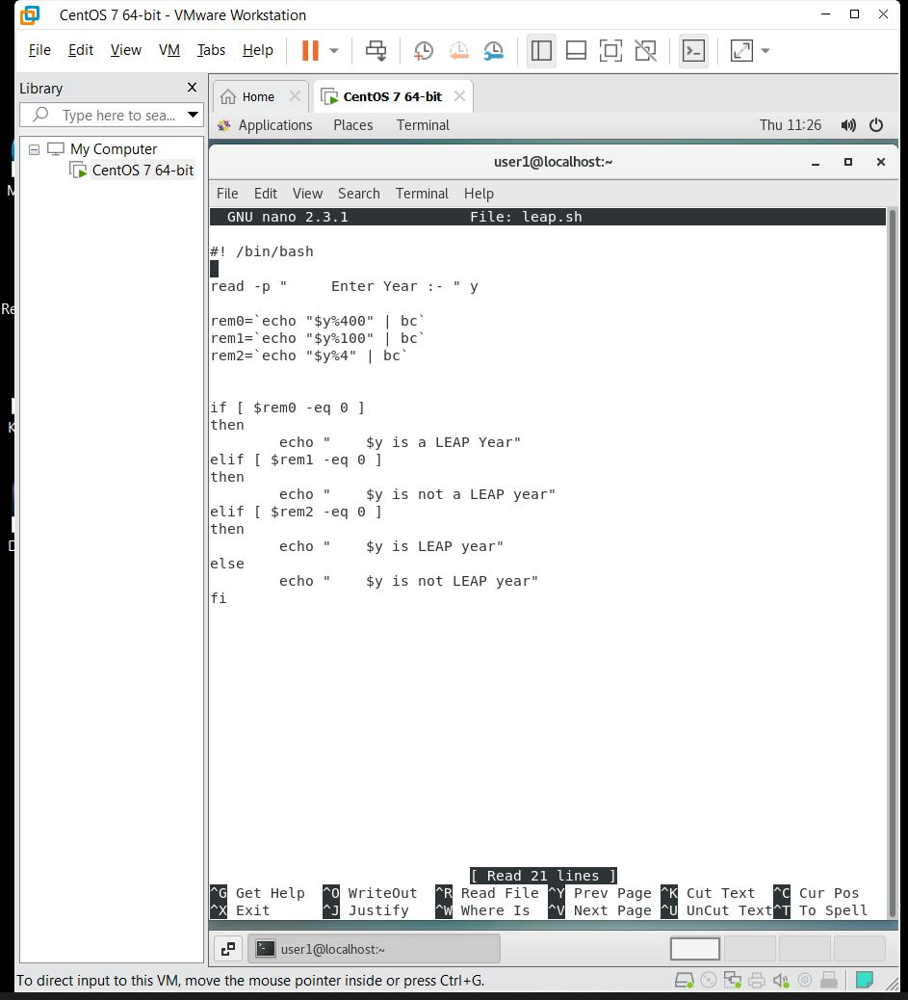 CentOS 7 64-bit - VMware Workstation
File Edit View VM Tabs Help
Library
Type here to sea...
My Computer
CentOS 7 64-bit
Home
CentOS 7 64-bit
Applications Places Terminal Thu 11:26
user1@localhost:~
File Edit View Search Terminal Help
GNU nano 2.3.1 File: leap.sh
#! /bin/bash
read -p "     Enter Year :- " y
rem0=`echo "$y%400" | bc`
rem1=`echo "$y%100" | bc`
rem2=`echo "$y%4" | bc`
if [ $rem0 -eq 0 ]
then
        echo "    $y is a LEAP Year"
elif [ $rem1 -eq 0 ]
then
        echo "    $y is not a LEAP year"
elif [ $rem2 -eq 0 ]
then
        echo "    $y is LEAP year"
else
        echo "    $y is not LEAP year"
fi
[ Read 21 lines ]
^G Get Help ^O WriteOut ^R Read File ^Y Prev Page ^K Cut Text ^C Cur Pos
^X Exit ^J Justify ^W Where Is ^V Next Page ^U UnCut Text ^T To Spell
user1@localhost:~
To direct input to this VM, move the mouse pointer inside or press Ctrl+G.